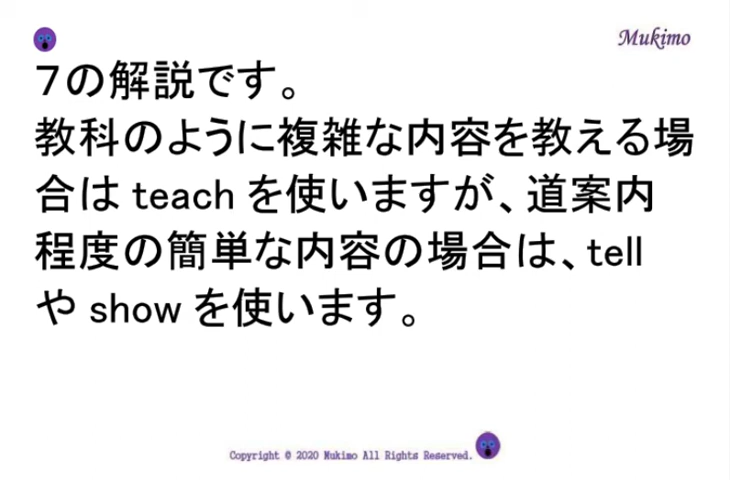 Mukimo
７の解説です。
教科のように複雑な内容を教える場
合は teach を使いますが、道案内
程度の簡単な内容の場合は、tell
や show を使います。
Copyright © 2020 Mukimo All Rights Reserved.